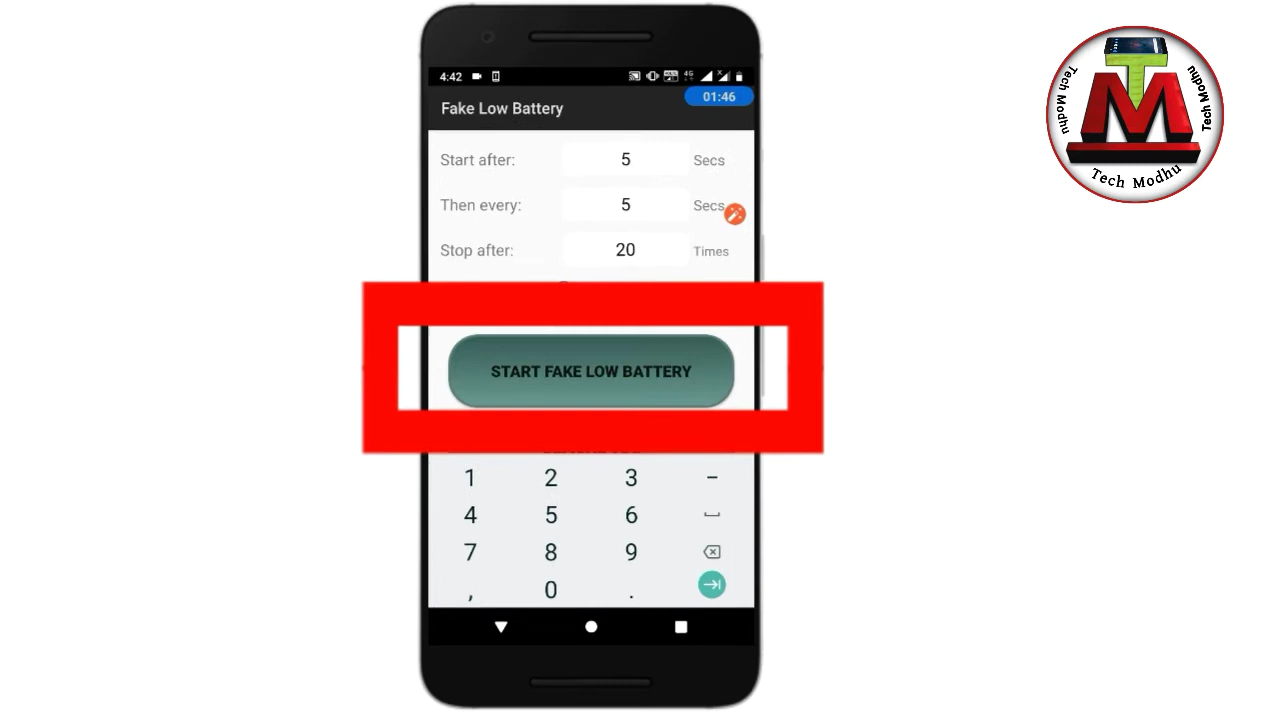 4:42
01:46
Fake Low Battery
Start after: 5 Secs
Then every: 5 Secs
Stop after: 20 Times
START FAKE LOW BATTERY
1 2 3 -
4 5 6
7 8 9
, 0 .
TM
Tech Modhu
Tech Modhu
Tech Modhu